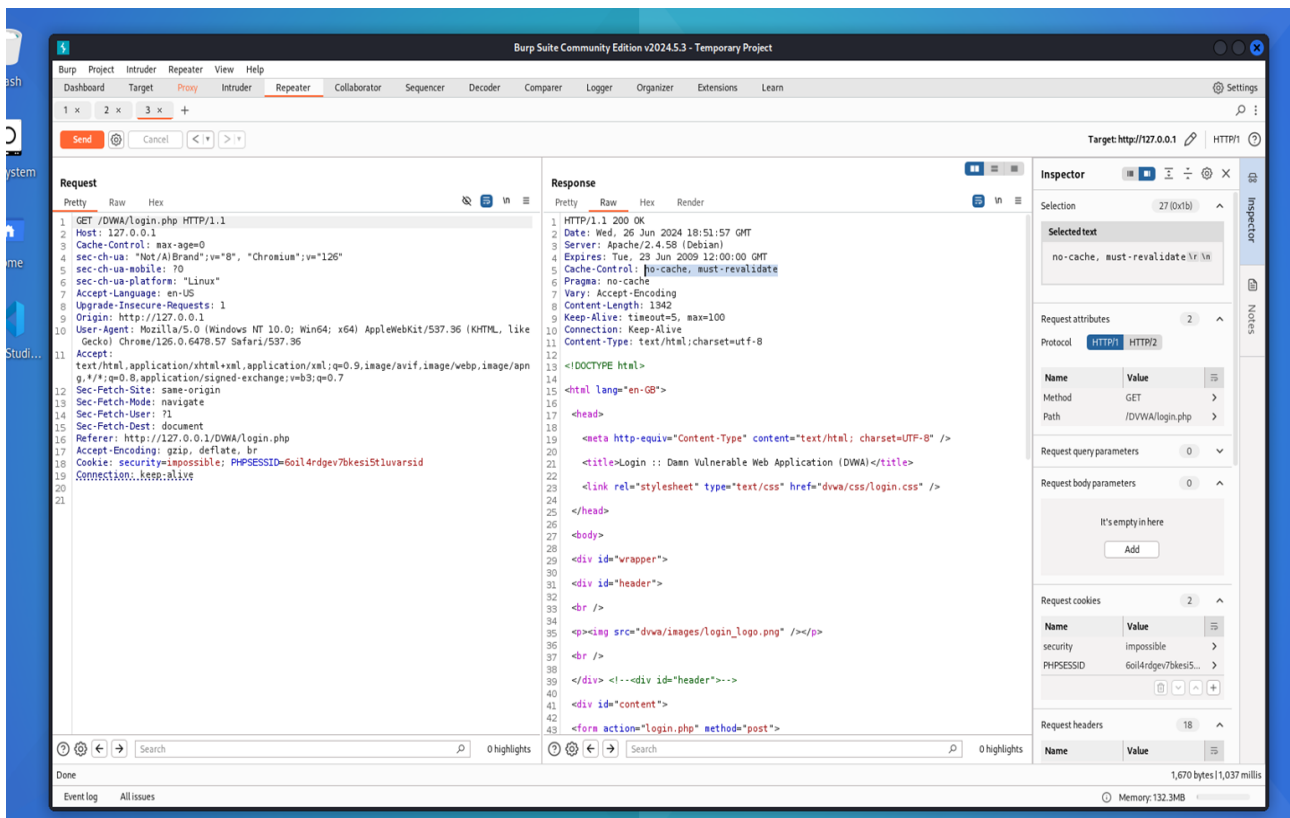 Burp Suite Community Edition v2024.5.3 - Temporary Project
Burp Project Intruder Repeater View Help
Dashboard Target Proxy Intruder Repeater Collaborator Sequencer Decoder Comparer Logger Organizer Extensions Learn Settings
1 × 2 × 3 × +
Send Cancel < > Target: http://127.0.0.1 HTTP/1
Request
Pretty Raw Hex \n
1 GET /DVWA/login.php HTTP/1.1
2 Host: 127.0.0.1
3 Cache-Control: max-age=0
4 sec-ch-ua: "Not/A)Brand";v="8", "Chromium";v="126"
5 sec-ch-ua-mobile: ?0
6 sec-ch-ua-platform: "Linux"
7 Accept-Language: en-US
8 Upgrade-Insecure-Requests: 1
9 Origin: http://127.0.0.1
10 User-Agent: Mozilla/5.0 (Windows NT 10.0; Win64; x64) AppleWebKit/537.36 (KHTML, like
Gecko) Chrome/126.0.6478.57 Safari/537.36
11 Accept:
text/html,application/xhtml+xml,application/xml;q=0.9,image/avif,image/webp,image/apn
g,*/*;q=0.8,application/signed-exchange;v=b3;q=0.7
12 Sec-Fetch-Site: same-origin
13 Sec-Fetch-Mode: navigate
14 Sec-Fetch-User: ?1
15 Sec-Fetch-Dest: document
16 Referer: http://127.0.0.1/DVWA/login.php
17 Accept-Encoding: gzip, deflate, br
18 Cookie: security=impossible; PHPSESSID=6oil4rdgev7bkesi5t1uvarsid
19 Connection: keep-alive
20
21
Search 0 highlights
Response
Pretty Raw Hex Render \n
1 HTTP/1.1 200 OK
2 Date: Wed, 26 Jun 2024 18:51:57 GMT
3 Server: Apache/2.4.58 (Debian)
4 Expires: Tue, 23 Jun 2009 12:00:00 GMT
5 Cache-Control: no-cache, must-revalidate
6 Pragma: no-cache
7 Vary: Accept-Encoding
8 Content-Length: 1342
9 Keep-Alive: timeout=5, max=100
10 Connection: Keep-Alive
11 Content-Type: text/html;charset=utf-8
12
13 <!DOCTYPE html>
14
15 <html lang="en-GB">
16
17 <head>
18
19 <meta http-equiv="Content-Type" content="text/html; charset=UTF-8" />
20
21 <title>Login :: Damn Vulnerable Web Application (DVWA)</title>
22
23 <link rel="stylesheet" type="text/css" href="dvwa/css/login.css" />
24
25 </head>
26
27 <body>
28
29 <div id="wrapper">
30
31 <div id="header">
32
33 <br />
34
35 <p><img src="dvwa/images/login_logo.png" /></p>
36
37 <br />
38
39 </div> <!--<div id="header">-->
40
41 <div id="content">
42
43 <form action="login.php" method="post">
Search 0 highlights
Inspector
Selection 27 (0x1b)
Selected text
no-cache, must-revalidate\r\n
Request attributes 2
Protocol HTTP/1 HTTP/2
Name Value
Method GET
Path /DVWA/login.php
Request query parameters 0
Request body parameters 0
It's empty in here
Add
Request cookies 2
Name Value
security impossible
PHPSESSID 6oil4rdgev7bkesi5...
Request headers 18
Name Value
Inspector
Notes
Done 1,670 bytes | 1,037 millis
Event log All issues Memory: 132.3MB